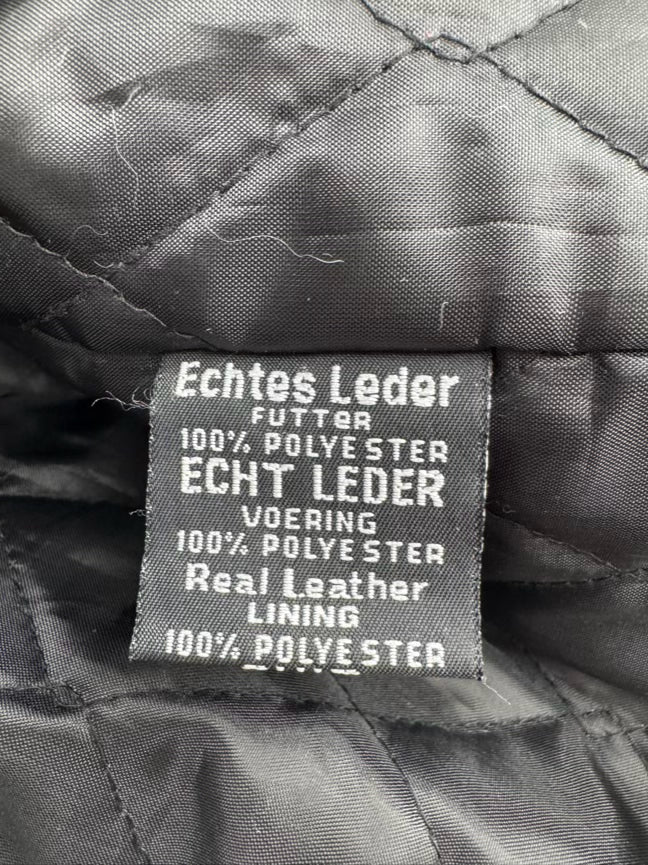 Echtes Leder
FUTTeR
100% POLYESTER
ECHT LEDER
VOERING
100% POLYESTER
Real Leather
LINING
100% POLYESTER